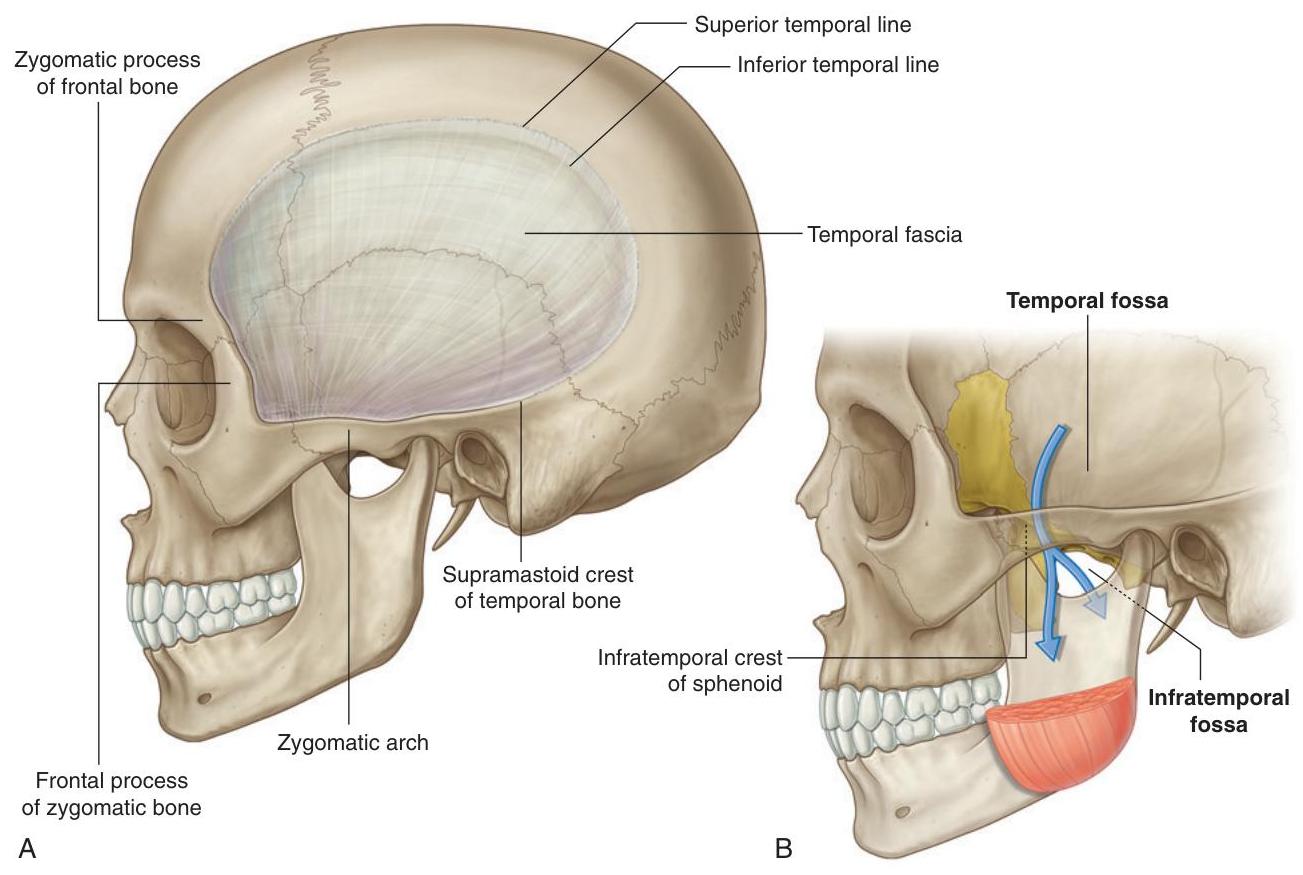 Superior temporal line
Zygomatic process
of frontal bone
Inferior temporal line
Temporal fascia
Supramastoid crest
of temporal bone
Zygomatic arch
Frontal process
of zygomatic bone
A
Temporal fossa
Infratemporal crest
of sphenoid
Infratemporal
fossa
B